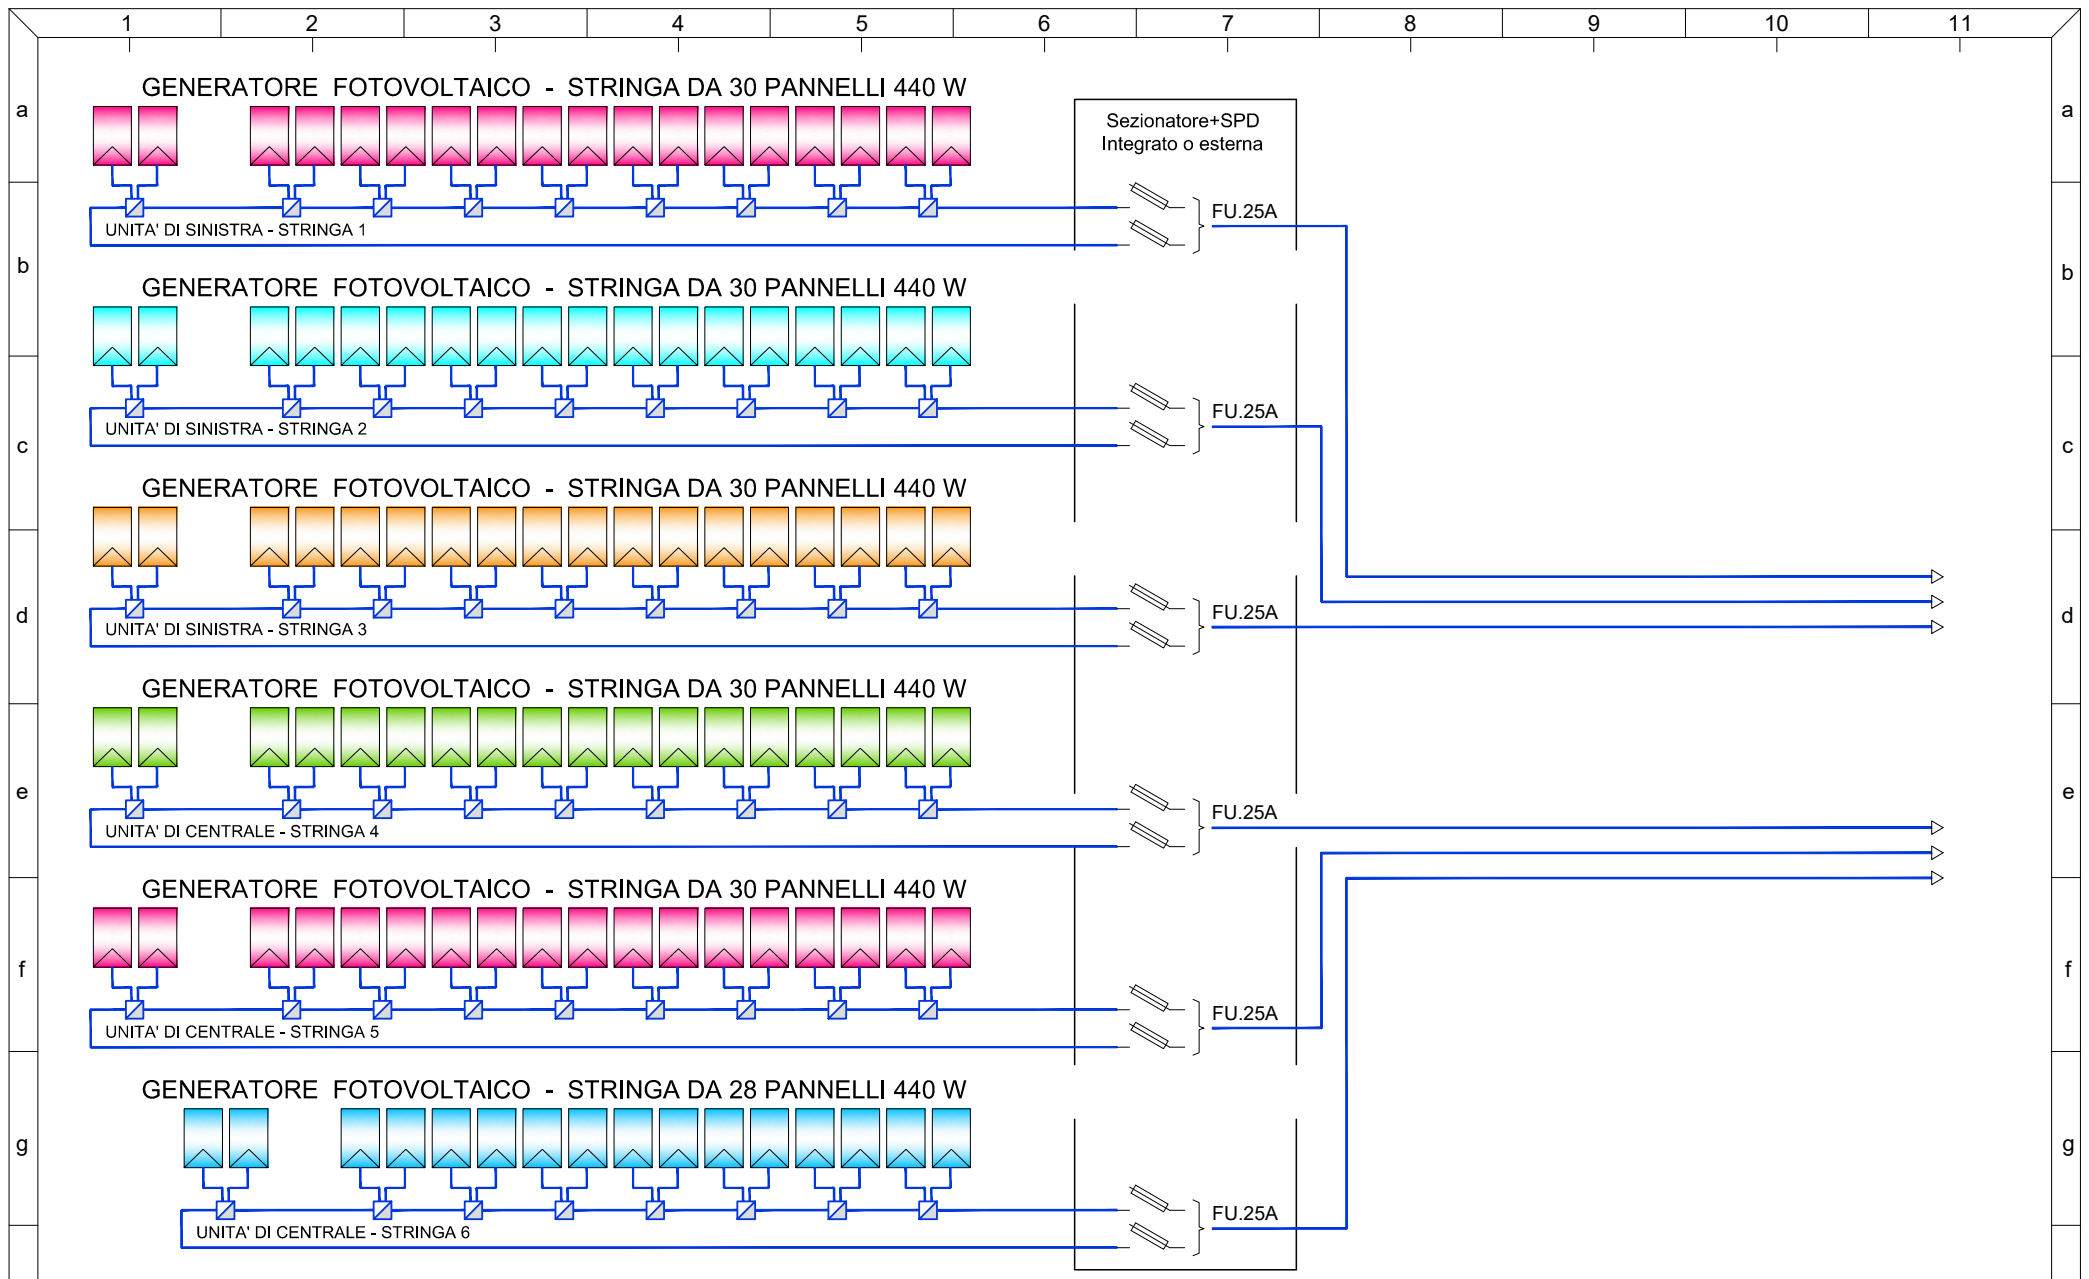 1 2 3 4 5 6 7 8 9 10 11
GENERATORE FOTOVOLTAICO - STRINGA DA 30 PANNELLI 440 W
a a
Sezionatore+SPD
Integrato o esterna
FU.25A
UNITA' DI SINISTRA - STRINGA 1
b b
GENERATORE FOTOVOLTAICO - STRINGA DA 30 PANNELLI 440 W
FU.25A
UNITA' DI SINISTRA - STRINGA 2
c c
GENERATORE FOTOVOLTAICO - STRINGA DA 30 PANNELLI 440 W
FU.25A
d d
UNITA' DI SINISTRA - STRINGA 3
GENERATORE FOTOVOLTAICO - STRINGA DA 30 PANNELLI 440 W
e e
FU.25A
UNITA' DI CENTRALE - STRINGA 4
GENERATORE FOTOVOLTAICO - STRINGA DA 30 PANNELLI 440 W
f f
FU.25A
UNITA' DI CENTRALE - STRINGA 5
GENERATORE FOTOVOLTAICO - STRINGA DA 28 PANNELLI 440 W
g g
FU.25A
UNITA' DI CENTRALE - STRINGA 6